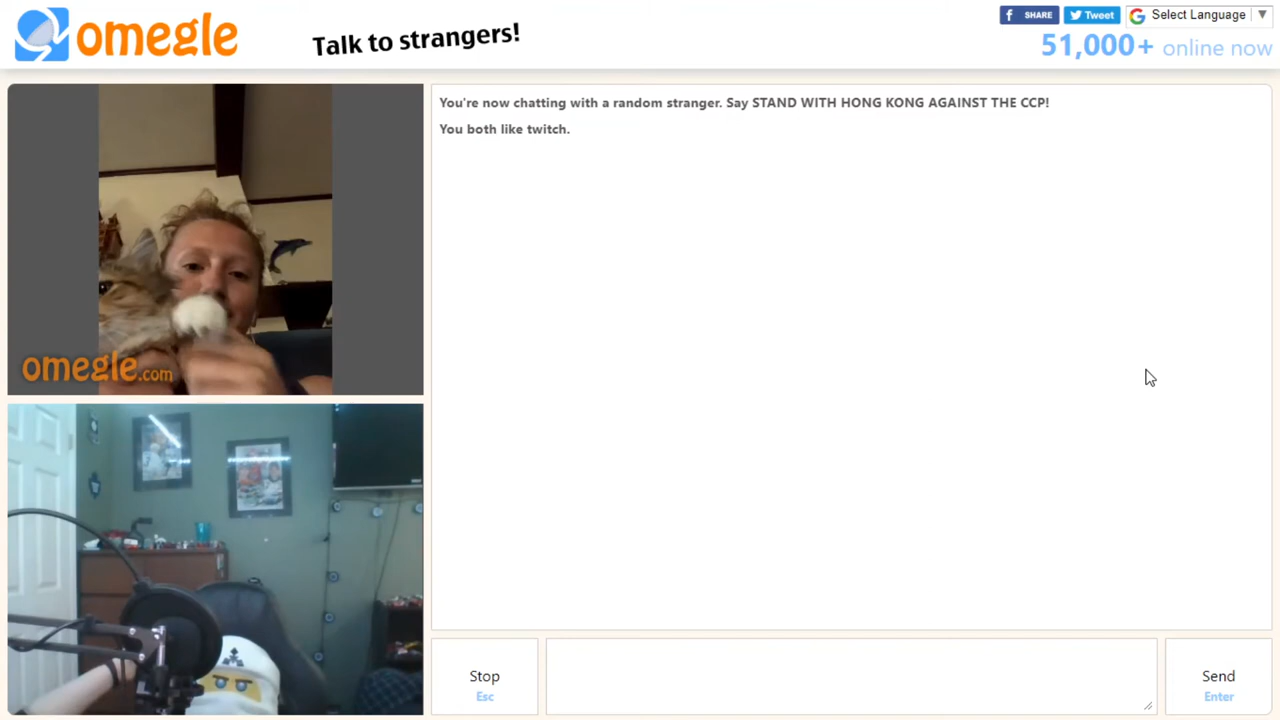 omegle
Talk to strangers!
SHARE
Tweet
Select Language ▼
51,000+ online now
You're now chatting with a random stranger. Say STAND WITH HONG KONG AGAINST THE CCP!
You both like twitch.
omegle.com
Stop
Esc
Send
Enter